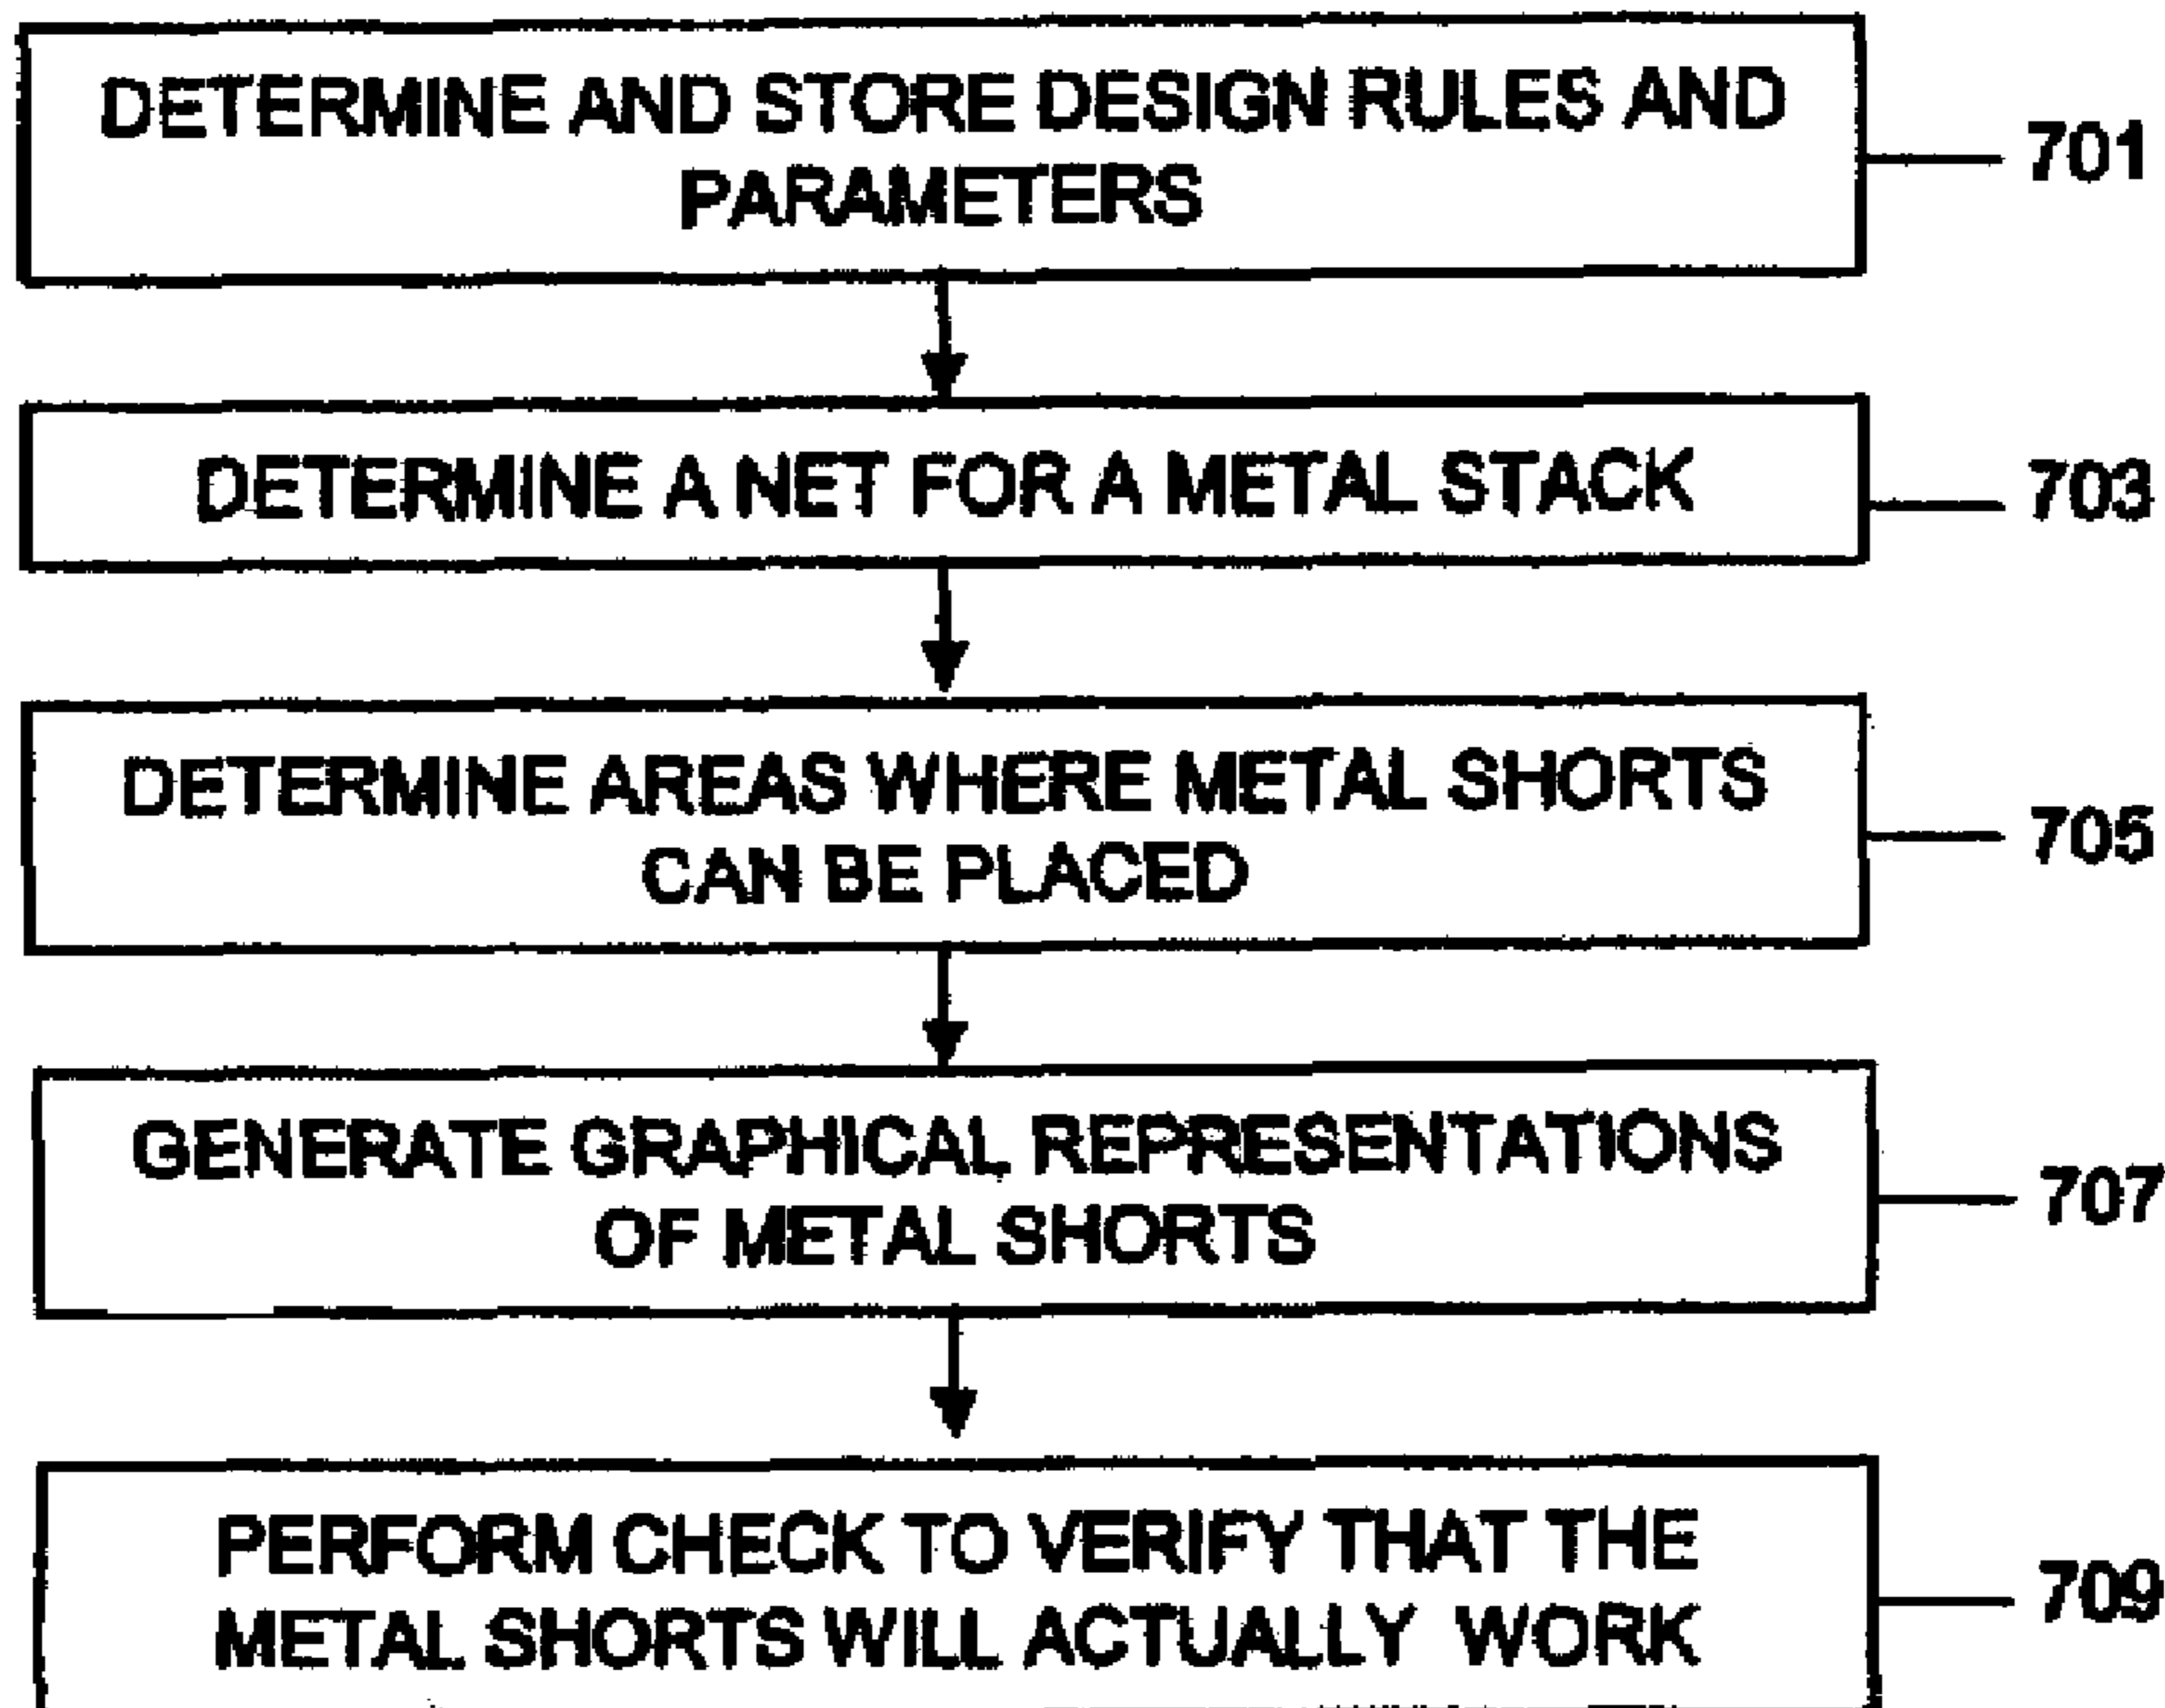 DETERMINE AND STORE DESIGN RULES AND
PARAMETERS
701
DETERMINE A NET FOR A METAL STACK
703
DETERMINE AREAS WHERE METAL SHORTS
CAN BE PLACED
705
GENERATE GRAPHICAL REPRESENTATIONS
OF METAL SHORTS
707
PERFORM CHECK TO VERIFY THAT THE
METAL SHORTS WILL ACTUALLY WORK
709